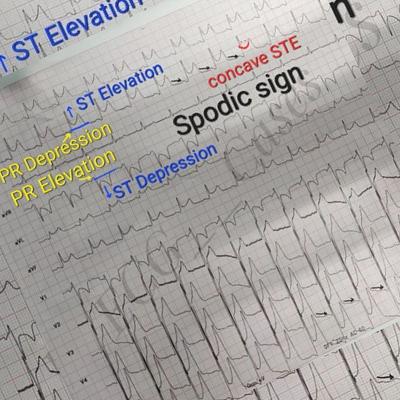 ↑ ST Elevation
n
concave STE
↑ ST Elevation
Spodic sign
PR Depression
PR Elevation
↓ST Depression
aVR
aVL
aVF
V1
V2
V3
V4